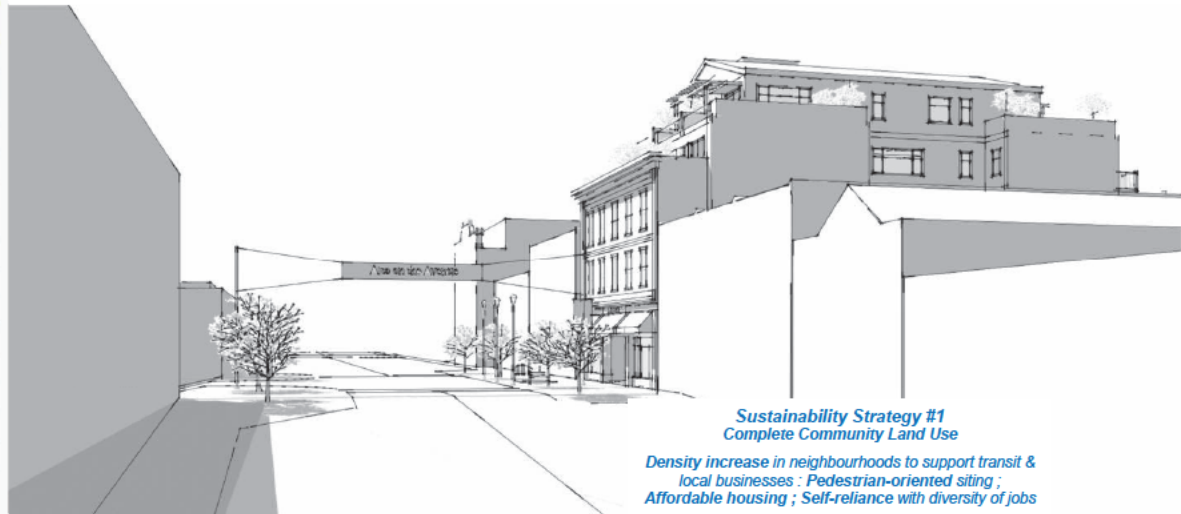 Sustainability Strategy #1
Complete Community Land Use
Density increase in neighbourhoods to support transit &
local businesses : Pedestrian-oriented siting ;
Affordable housing ; Self-reliance with diversity of jobs